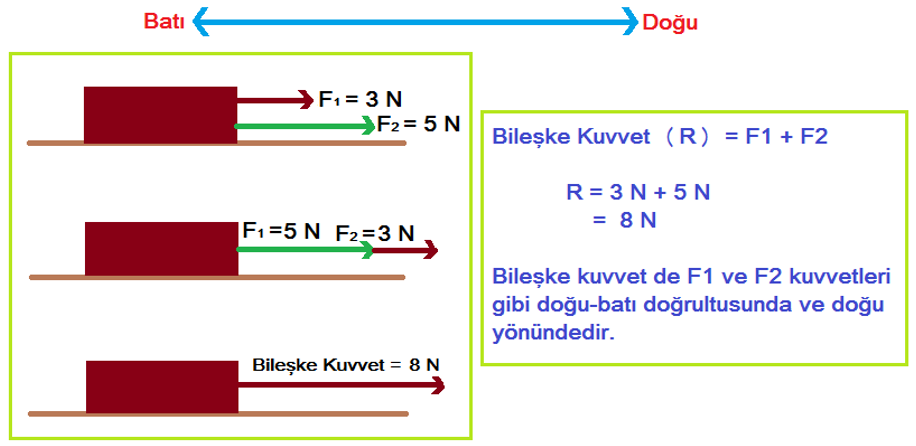 Batı Doğu
F1 = 3 N
F2 = 5 N
F1 =5 N F2 =3 N
Bileşke Kuvvet = 8 N
Bileşke Kuvvet ( R ) = F1 + F2
R = 3 N + 5 N
= 8 N
Bileşke kuvvet de F1 ve F2 kuvvetleri
gibi doğu-batı doğrultusunda ve doğu
yönündedir.